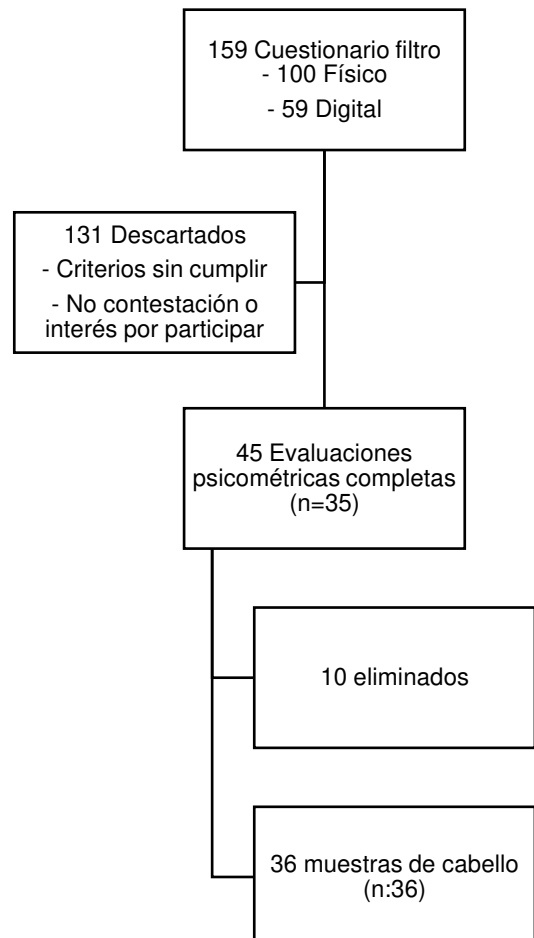 159 Cuestionario filtro
- 100 Físico
- 59 Digital
131 Descartados
- Criterios sin cumplir
- No contestación o
interés por participar
45 Evaluaciones
psicométricas completas
(n=35)
10 eliminados
36 muestras de cabello
(n:36)